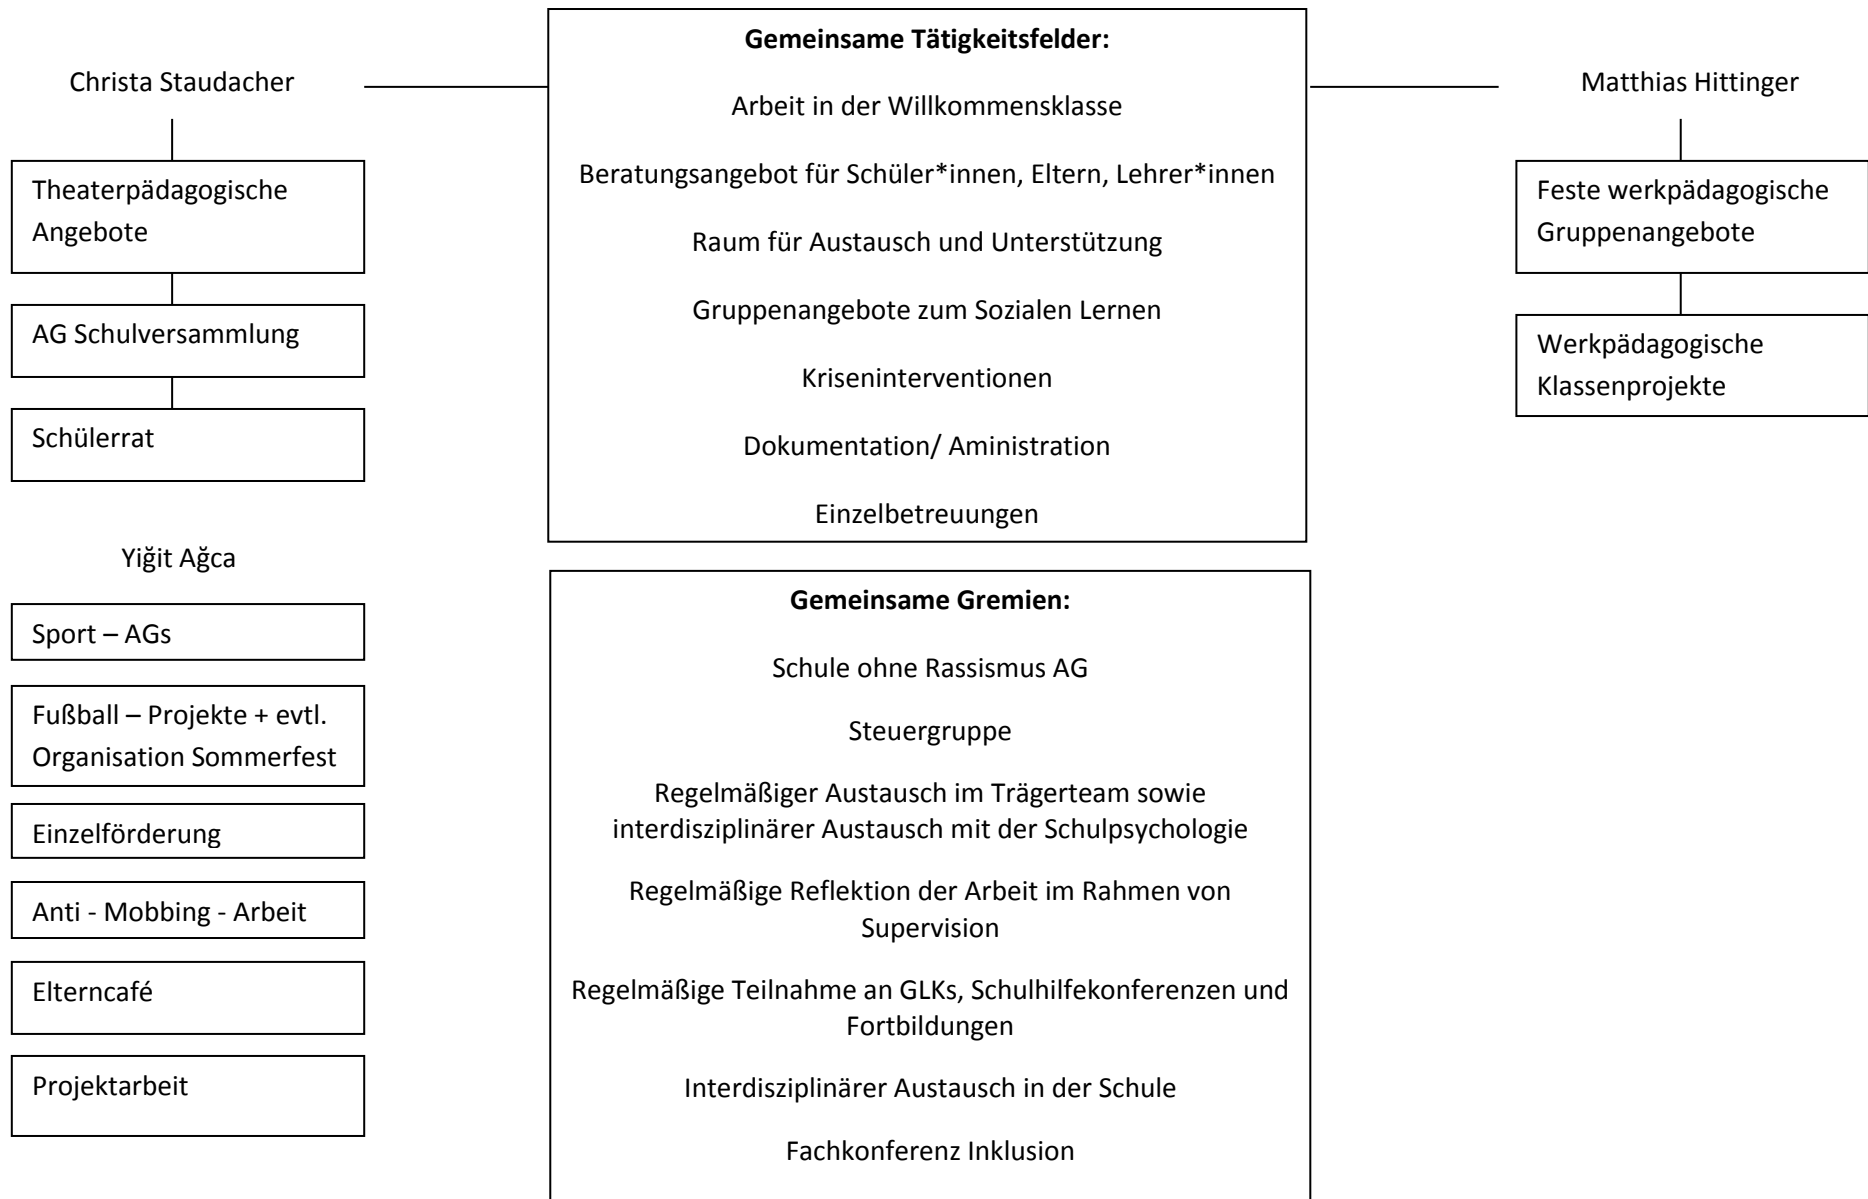 Christa Staudacher
Theaterpädagogische
Angebote
AG Schulversammlung
Schülerrat
Yiğit Ağca
Sport – AGs
Fußball – Projekte + evtl.
Organisation Sommerfest
Einzelförderung
Anti - Mobbing - Arbeit
Elterncafé
Projektarbeit
Gemeinsame Tätigkeitsfelder:
Arbeit in der Willkommensklasse
Beratungsangebot für Schüler*innen, Eltern, Lehrer*innen
Raum für Austausch und Unterstützung
Gruppenangebote zum Sozialen Lernen
Kriseninterventionen
Dokumentation/ Aministration
Einzelbetreuungen
Gemeinsame Gremien:
Schule ohne Rassismus AG
Steuergruppe
Regelmäßiger Austausch im Trägerteam sowie
interdisziplinärer Austausch mit der Schulpsychologie
Regelmäßige Reflektion der Arbeit im Rahmen von
Supervision
Regelmäßige Teilnahme an GLKs, Schulhilfekonferenzen und
Fortbildungen
Interdisziplinärer Austausch in der Schule
Fachkonferenz Inklusion
Matthias Hittinger
Feste werkpädagogische
Gruppenangebote
Werkpädagogische
Klassenprojekte